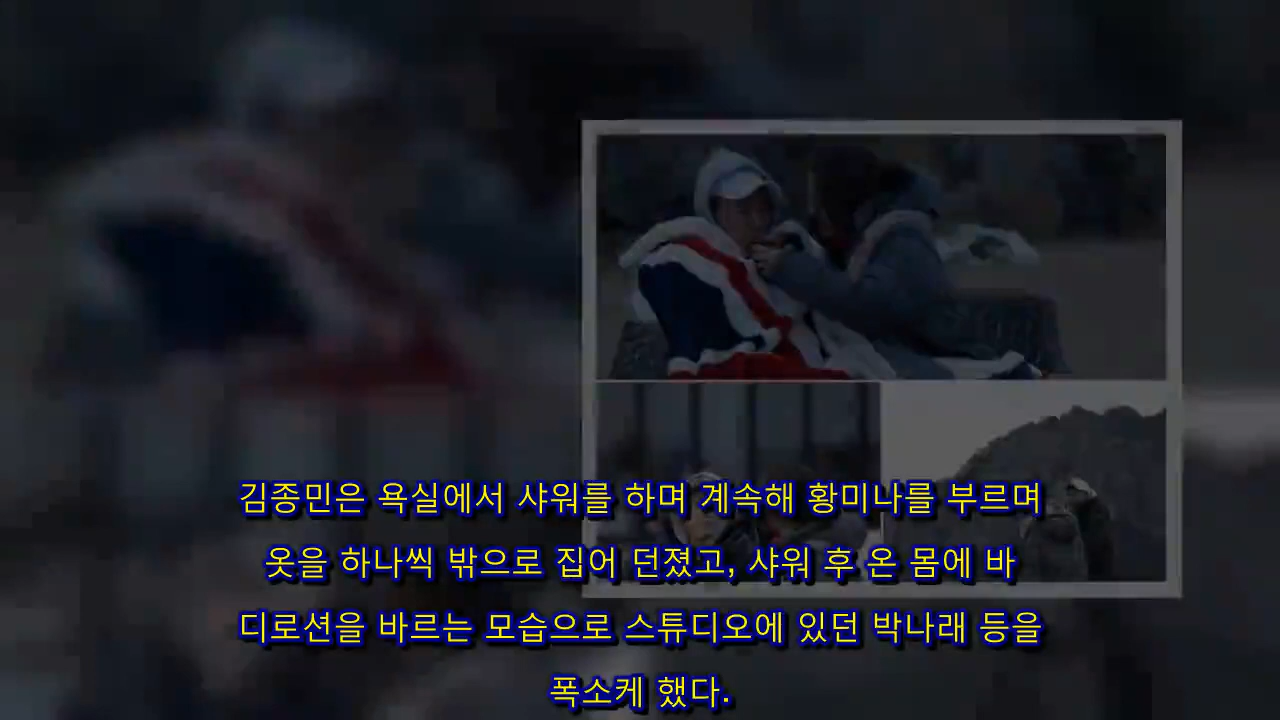 김종민은 욕실에서 샤워를 하며 계속해 황미나를 부르며
옷을 하나씩 밖으로 집어 던졌고, 샤워 후 온 몸에 바
디로션을 바르는 모습으로 스튜디오에 있던 박나래 등을
폭소케 했다.